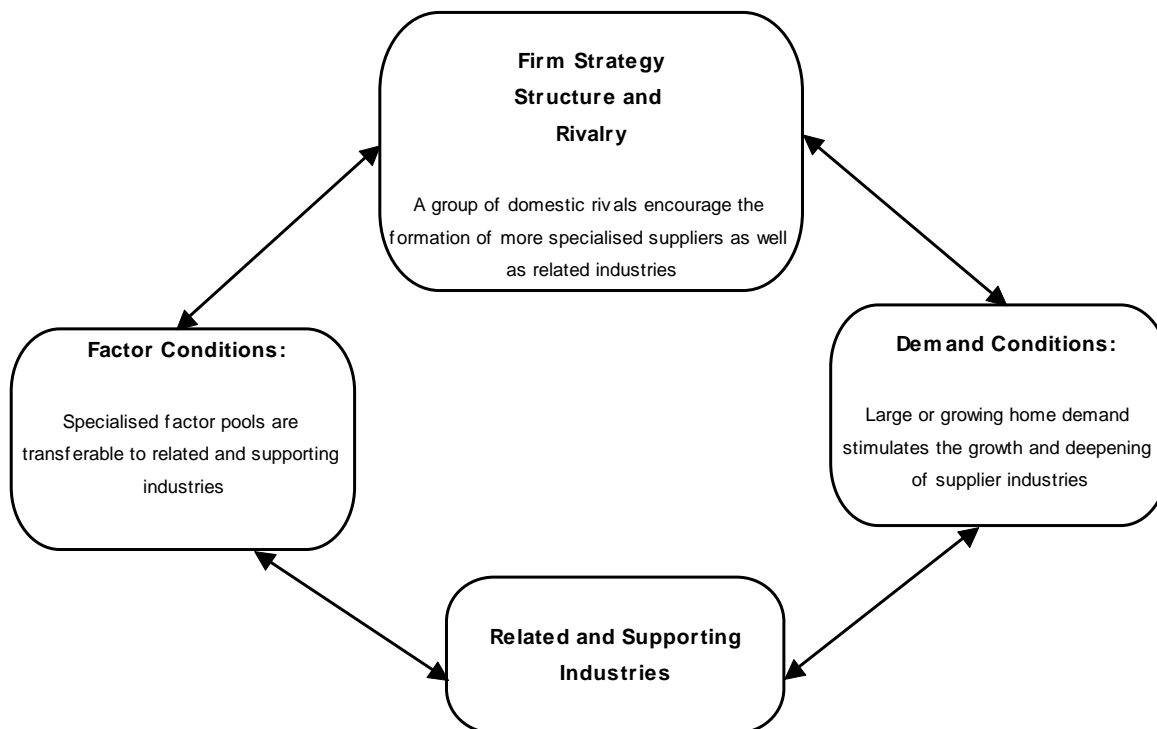 Firm Strategy
Structure and
Rivalry
A group of domestic rivals encourage the
formation of more specialised suppliers as well
as related industries
Factor Conditions:
Specialised factor pools are
transferable to related and supporting
industries
Demand Conditions:
Large or growing home demand
stimulates the growth and deepening
of supplier industries
Related and Supporting
Industries